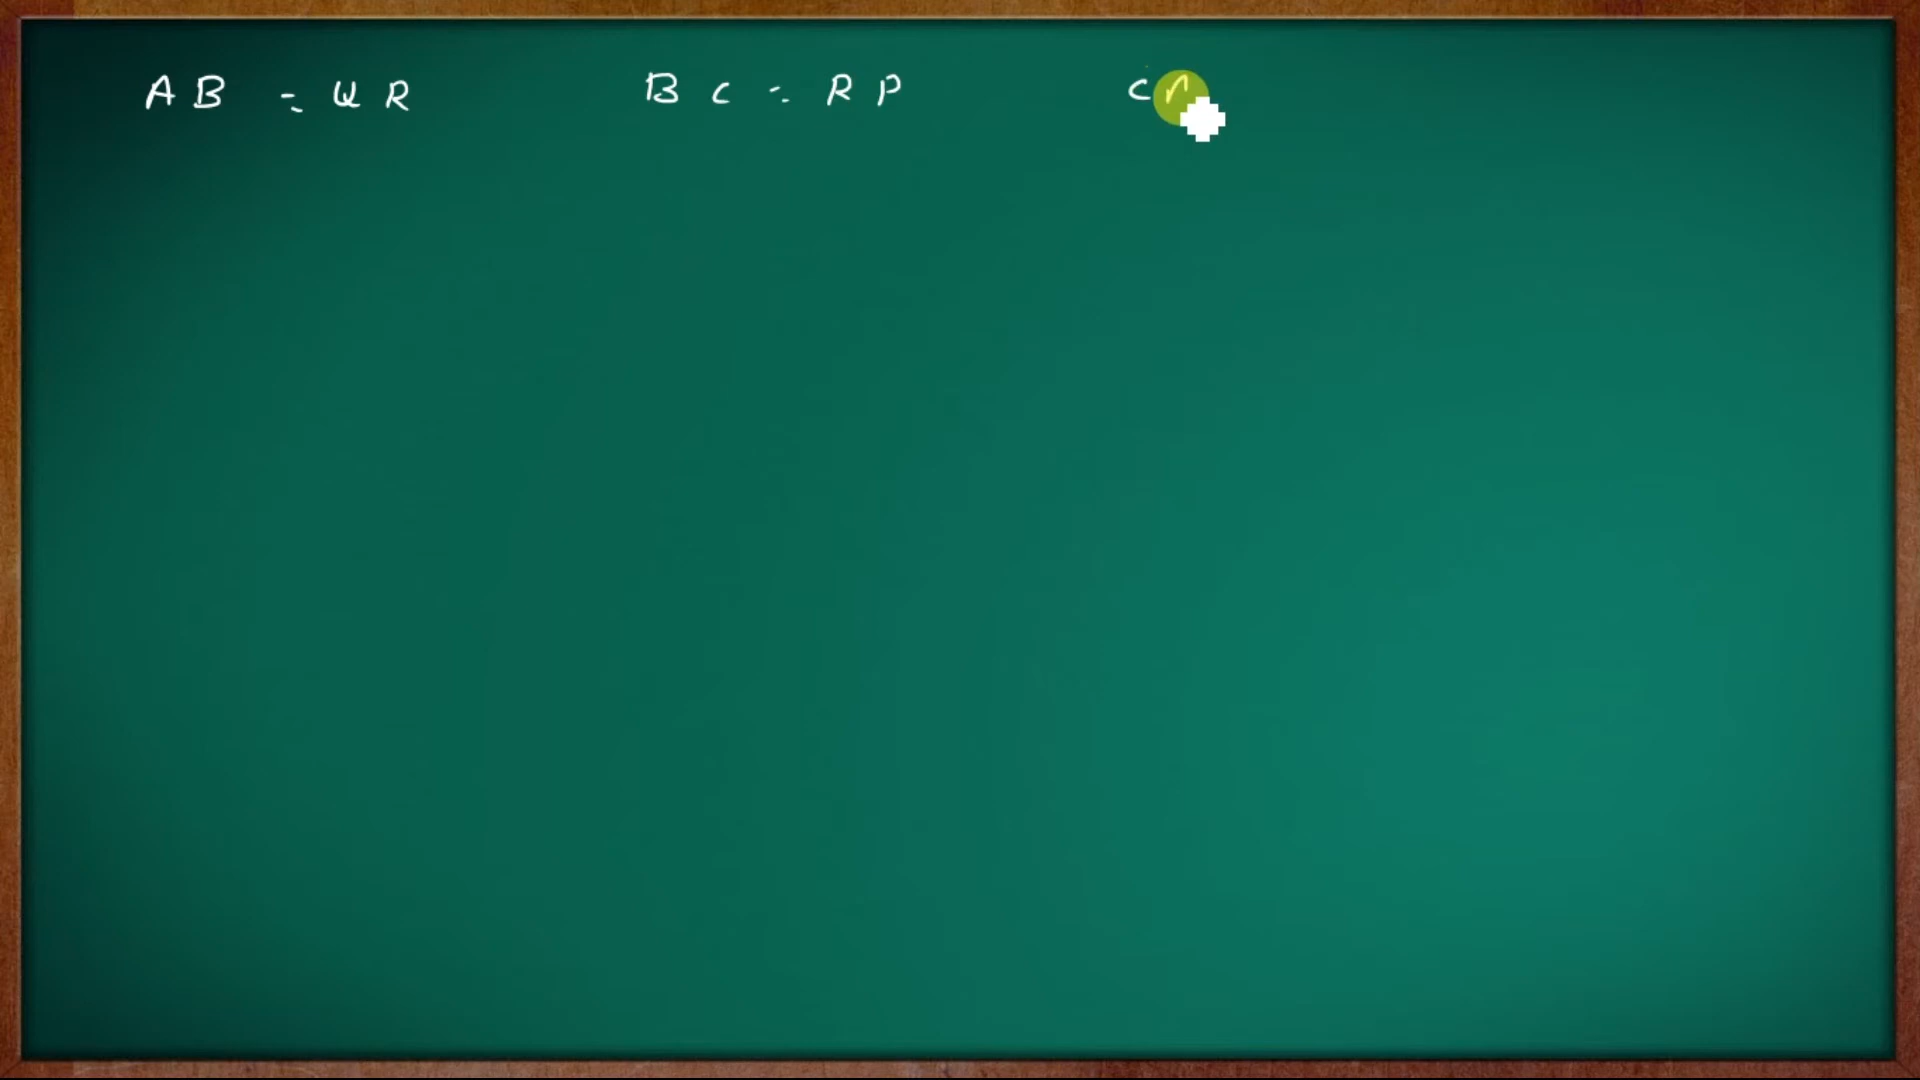 AB = QR BC = RP C